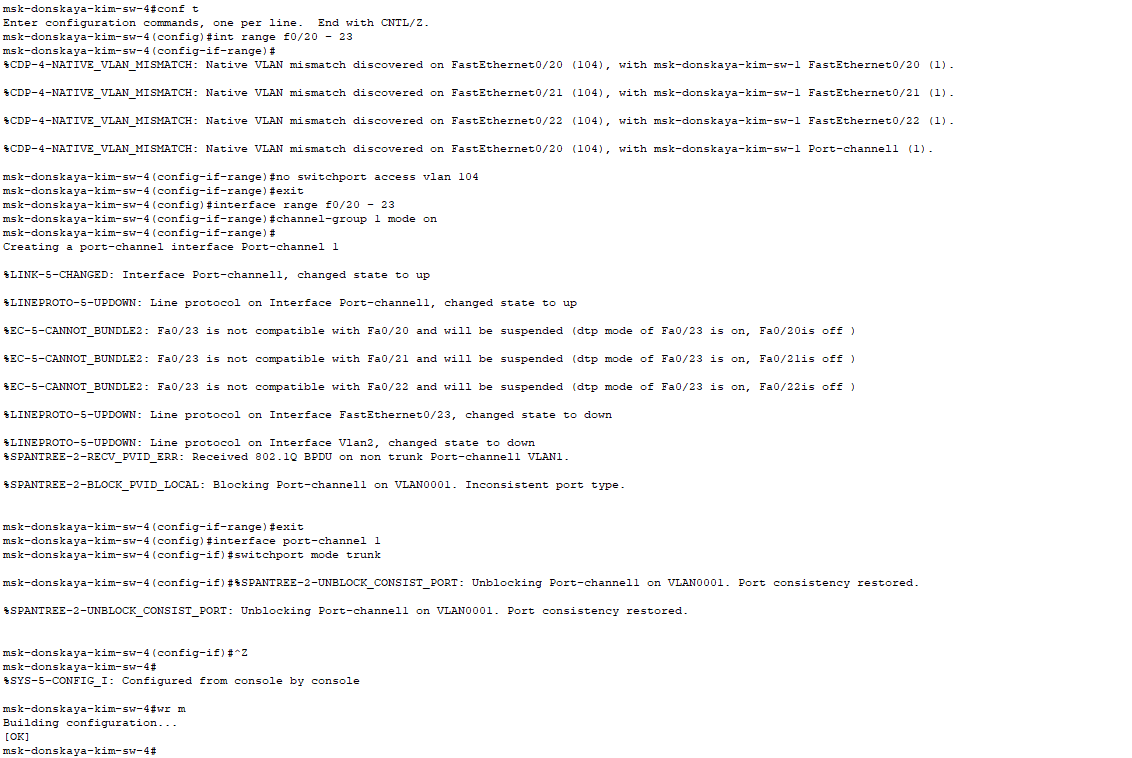 msk-donskaya-kim-sw-4#conf t
Enter configuration commands, one per line.  End with CNTL/Z.
msk-donskaya-kim-sw-4(config)#int range f0/20 - 23
msk-donskaya-kim-sw-4(config-if-range)#
%CDP-4-NATIVE_VLAN_MISMATCH: Native VLAN mismatch discovered on FastEthernet0/20 (104), with msk-donskaya-kim-sw-1 FastEthernet0/20 (1).
%CDP-4-NATIVE_VLAN_MISMATCH: Native VLAN mismatch discovered on FastEthernet0/21 (104), with msk-donskaya-kim-sw-1 FastEthernet0/21 (1).
%CDP-4-NATIVE_VLAN_MISMATCH: Native VLAN mismatch discovered on FastEthernet0/22 (104), with msk-donskaya-kim-sw-1 FastEthernet0/22 (1).
%CDP-4-NATIVE_VLAN_MISMATCH: Native VLAN mismatch discovered on FastEthernet0/20 (104), with msk-donskaya-kim-sw-1 Port-channel1 (1).
msk-donskaya-kim-sw-4(config-if-range)#no switchport access vlan 104
msk-donskaya-kim-sw-4(config-if-range)#exit
msk-donskaya-kim-sw-4(config)#interface range f0/20 - 23
msk-donskaya-kim-sw-4(config-if-range)#channel-group 1 mode on
msk-donskaya-kim-sw-4(config-if-range)#
Creating a port-channel interface Port-channel 1
%LINK-5-CHANGED: Interface Port-channel1, changed state to up
%LINEPROTO-5-UPDOWN: Line protocol on Interface Port-channel1, changed state to up
%EC-5-CANNOT_BUNDLE2: Fa0/23 is not compatible with Fa0/20 and will be suspended (dtp mode of Fa0/23 is on, Fa0/20is off )
%EC-5-CANNOT_BUNDLE2: Fa0/23 is not compatible with Fa0/21 and will be suspended (dtp mode of Fa0/23 is on, Fa0/21is off )
%EC-5-CANNOT_BUNDLE2: Fa0/23 is not compatible with Fa0/22 and will be suspended (dtp mode of Fa0/23 is on, Fa0/22is off )
%LINEPROTO-5-UPDOWN: Line protocol on Interface FastEthernet0/23, changed state to down
%LINEPROTO-5-UPDOWN: Line protocol on Interface Vlan2, changed state to down
%SPANTREE-2-RECV_PVID_ERR: Received 802.1Q BPDU on non trunk Port-channel1 VLAN1.
%SPANTREE-2-BLOCK_PVID_LOCAL: Blocking Port-channel1 on VLAN0001. Inconsistent port type.
msk-donskaya-kim-sw-4(config-if-range)#exit
msk-donskaya-kim-sw-4(config)#interface port-channel 1
msk-donskaya-kim-sw-4(config-if)#switchport mode trunk
msk-donskaya-kim-sw-4(config-if)#%SPANTREE-2-UNBLOCK_CONSIST_PORT: Unblocking Port-channel1 on VLAN0001. Port consistency restored.
%SPANTREE-2-UNBLOCK_CONSIST_PORT: Unblocking Port-channel1 on VLAN0001. Port consistency restored.
msk-donskaya-kim-sw-4(config-if)#^Z
msk-donskaya-kim-sw-4#
%SYS-5-CONFIG_I: Configured from console by console
msk-donskaya-kim-sw-4#wr m
Building configuration...
[OK]
msk-donskaya-kim-sw-4#